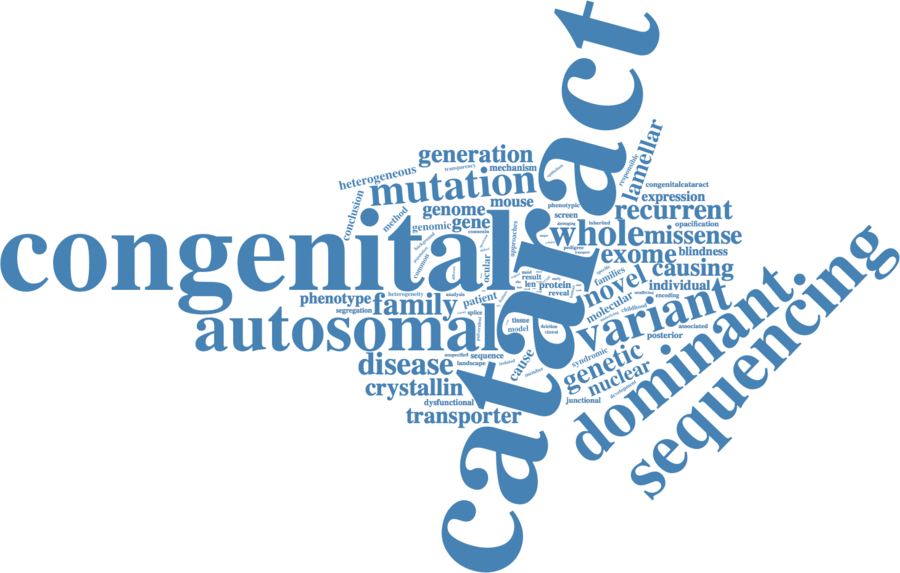 cataract
congenital
autosomal
dominant
sequencing
generation
transparency
mechanism
heterogeneous
mutation
mouse
lamellar
responsible
congenitalcataract
expression
phenotypic
screen
inherited
recurrent
opacification
conclusion
method
genome
genomic
gene
approaches
whole
missense
exome
blindness
causing
common
ocular
pedigree
result
len
protein
reveal
families
novel
individual
encoding
molecular
childhood
phenotype
segregation
heterogeneity
analysis
family
patient
splice
tissue
model
variant
associated
posterior
disease
sequence
landscape
cause
syndromic
genetic
nuclear
development
crystallin
dysfunctional
junctional
transporter